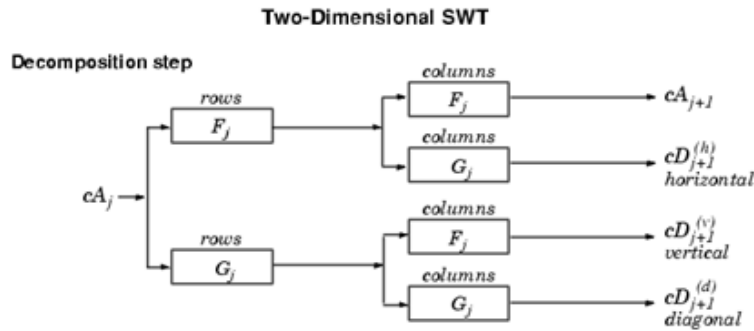 Two-Dimensional SWT
Decomposition step
columns
rows
F_j
F_j
cA_{j+1}
columns
G_j
cD_{j+1}^{(h)}
horizontal
cA_j
columns
rows
F_j
cD_{j+1}^{(v)}
vertical
G_j
columns
G_j
cD_{j+1}^{(d)}
diagonal